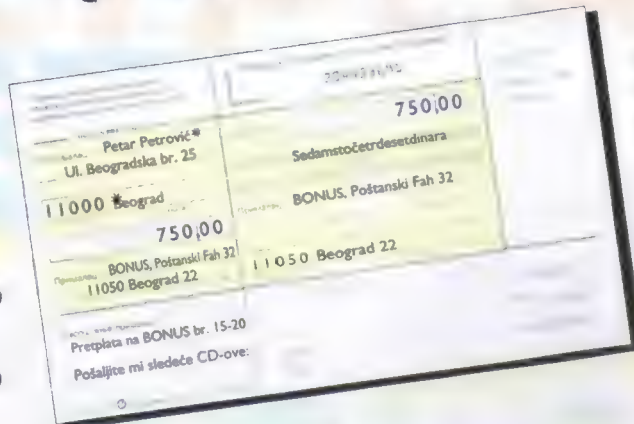 Petar Petrović*
Ul. Beogradska br. 25
11000 *Beograd
750,00
BONUS, Poštanski Fah 32
11050 Beograd 22
750,00
Sedamstočetrdesetdinara
BONUS, Poštanski Fah 32
11050 Beograd 22
Pretplata na BONUS br. 15-20
Pošaljite mi sledeće CD-ove: